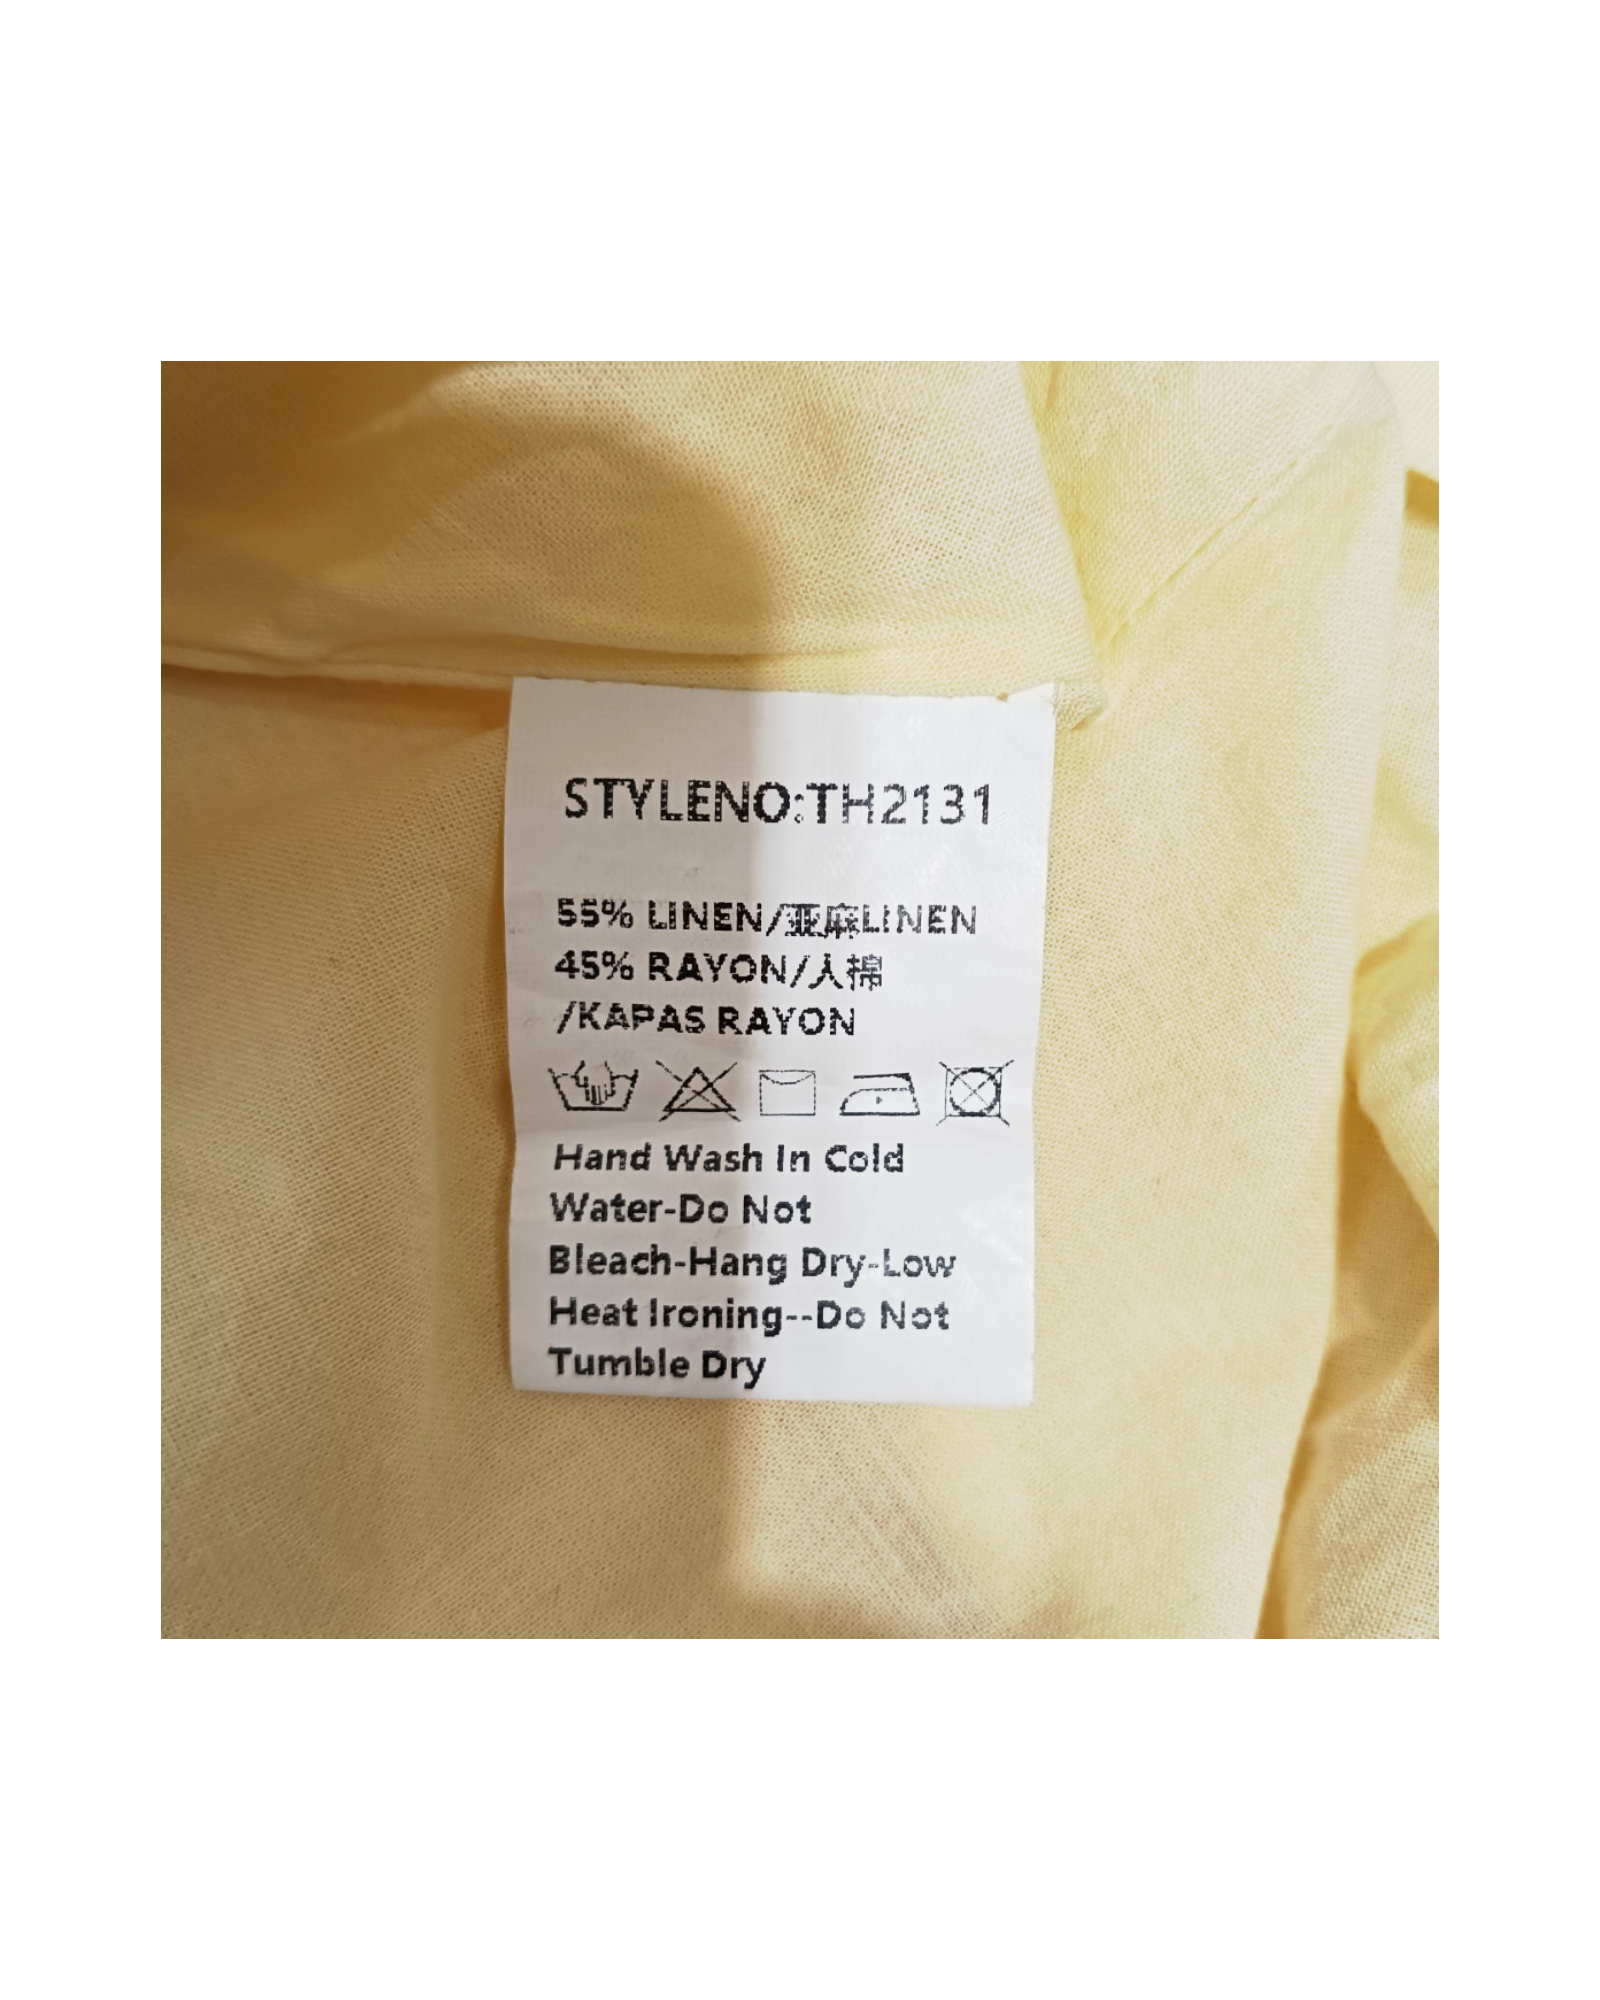 STYLENO:TH2131
55% LINEN/亚麻LINEN
45% RAYON/人棉
/KAPAS RAYON
Hand Wash In Cold
Water-Do Not
Bleach-Hang Dry-Low
Heat Ironing--Do Not
Tumble Dry